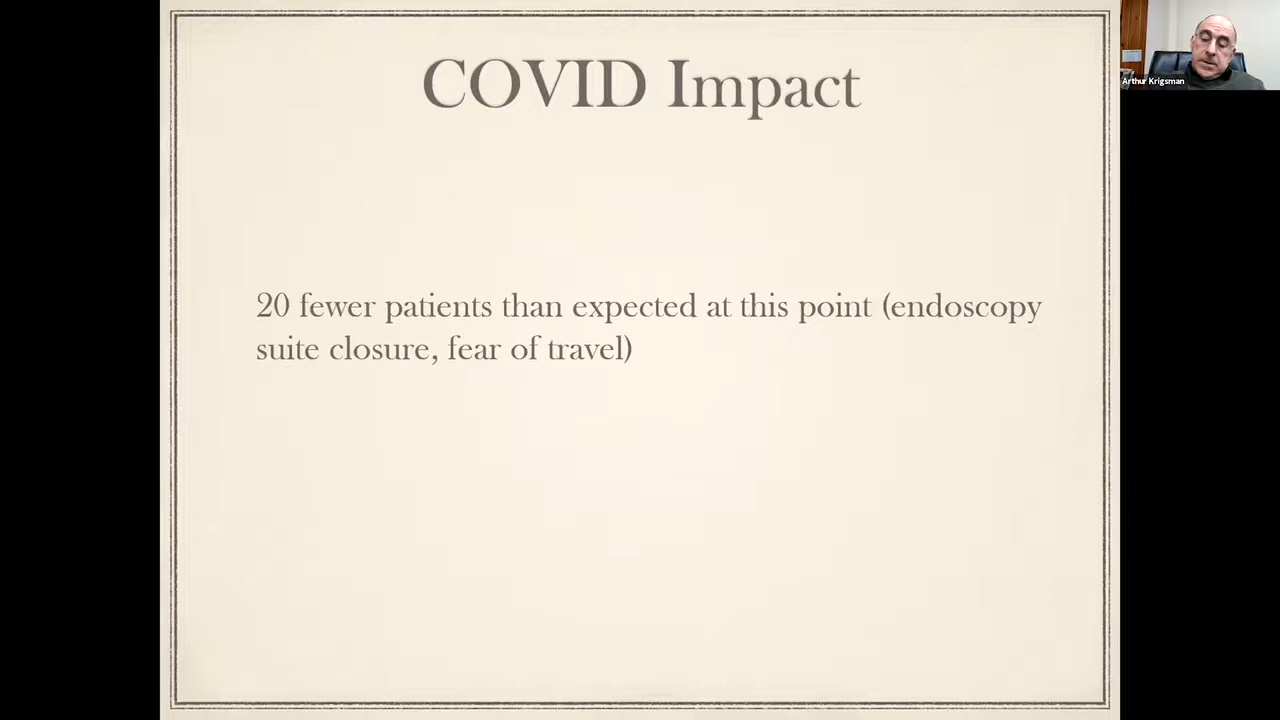 COVID Impact
Arthur Krigsman
20 fewer patients than expected at this point (endoscopy
suite closure, fear of travel)